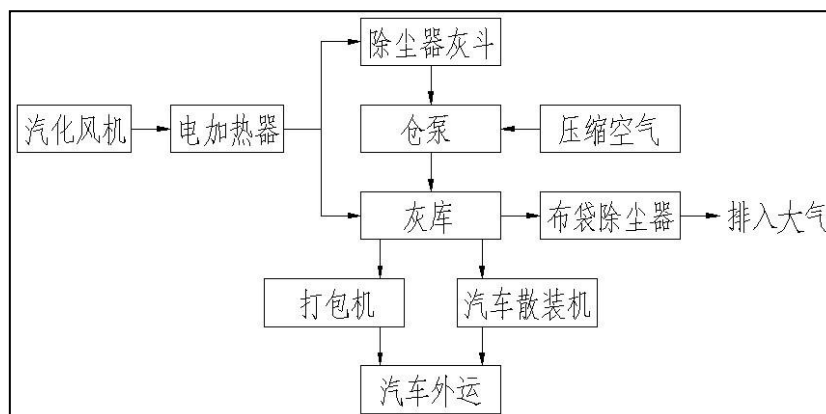 除尘器灰斗
汽化风机
电加热器
仓泵
压缩空气
灰库
布袋除尘器
排入大气
打包机
汽车散装机
汽车外运